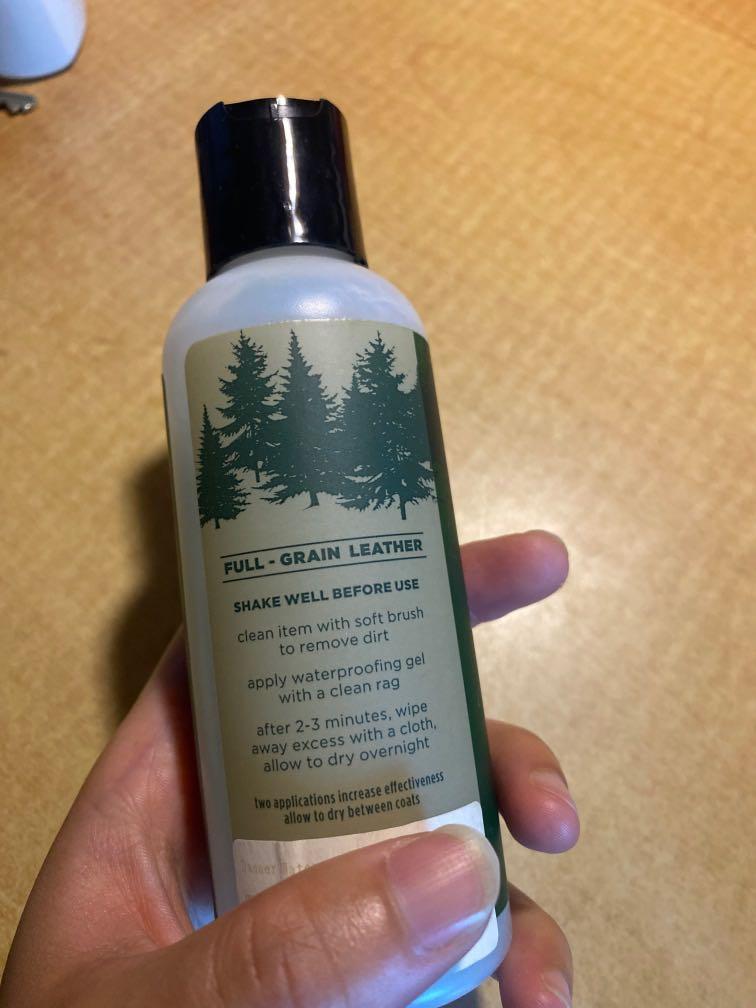 FULL - GRAIN LEATHER
SHAKE WELL BEFORE USE
clean item with soft brush
to remove dirt
apply waterproofing gel
with a clean rag
after 2-3 minutes, wipe
away excess with a cloth,
allow to dry overnight
two applications increase effectiveness
allow to dry between coats